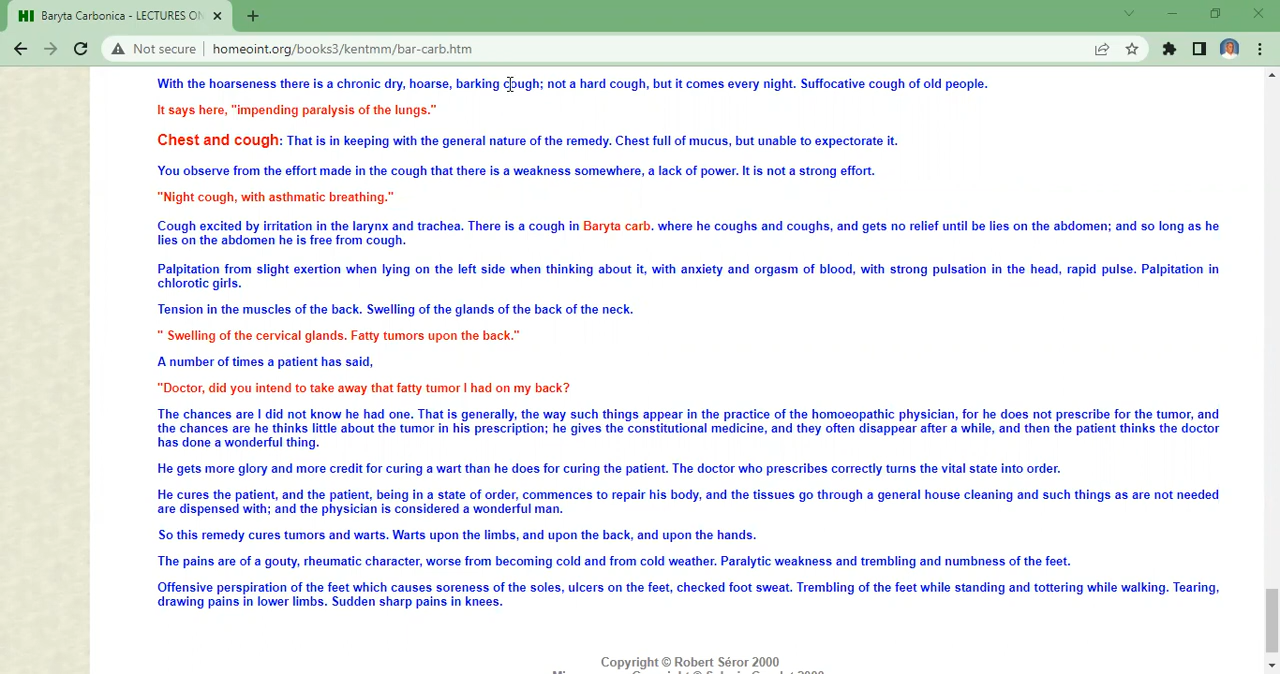 HI Baryta Carbonica - LECTURES ON
Not secure homeoint.org/books3/kentmm/bar-carb.htm
With the hoarseness there is a chronic dry, hoarse, barking cough; not a hard cough, but it comes every night. Suffocative cough of old people.
It says here, "impending paralysis of the lungs."
Chest and cough: That is in keeping with the general nature of the remedy. Chest full of mucus, but unable to expectorate it.
You observe from the effort made in the cough that there is a weakness somewhere, a lack of power. It is not a strong effort.
"Night cough, with asthmatic breathing."
Cough excited by irritation in the larynx and trachea. There is a cough in Baryta carb. where he coughs and coughs, and gets no relief until be lies on the abdomen; and so long as he
lies on the abdomen he is free from cough.
Palpitation from slight exertion when lying on the left side when thinking about it, with anxiety and orgasm of blood, with strong pulsation in the head, rapid pulse. Palpitation in
chlorotic girls.
Tension in the muscles of the back. Swelling of the glands of the back of the neck.
" Swelling of the cervical glands. Fatty tumors upon the back."
A number of times a patient has said,
"Doctor, did you intend to take away that fatty tumor I had on my back?
The chances are I did not know he had one. That is generally, the way such things appear in the practice of the homoeopathic physician, for he does not prescribe for the tumor, and
the chances are he thinks little about the tumor in his prescription; he gives the constitutional medicine, and they often disappear after a while, and then the patient thinks the doctor
has done a wonderful thing.
He gets more glory and more credit for curing a wart than he does for curing the patient. The doctor who prescribes correctly turns the vital state into order.
He cures the patient, and the patient, being in a state of order, commences to repair his body, and the tissues go through a general house cleaning and such things as are not needed
are dispensed with; and the physician is considered a wonderful man.
So this remedy cures tumors and warts. Warts upon the limbs, and upon the back, and upon the hands.
The pains are of a gouty, rheumatic character, worse from becoming cold and from cold weather. Paralytic weakness and trembling and numbness of the feet.
Offensive perspiration of the feet which causes soreness of the soles, ulcers on the feet, checked foot sweat. Trembling of the feet while standing and tottering while walking. Tearing,
drawing pains in lower limbs. Sudden sharp pains in knees.
Copyright © Robert Séror 2000